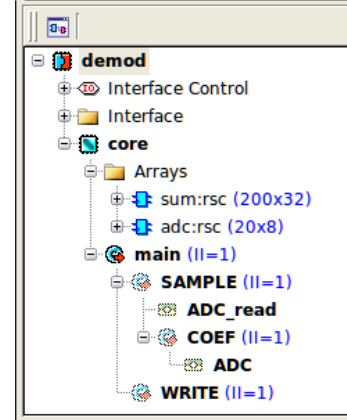 demod
Interface Control
Interface
core
Arrays
sum:rsc (200x32)
adc:rsc (20x8)
main (II=1)
SAMPLE (II=1)
ADC_read
COEF (II=1)
ADC
WRITE (II=1)